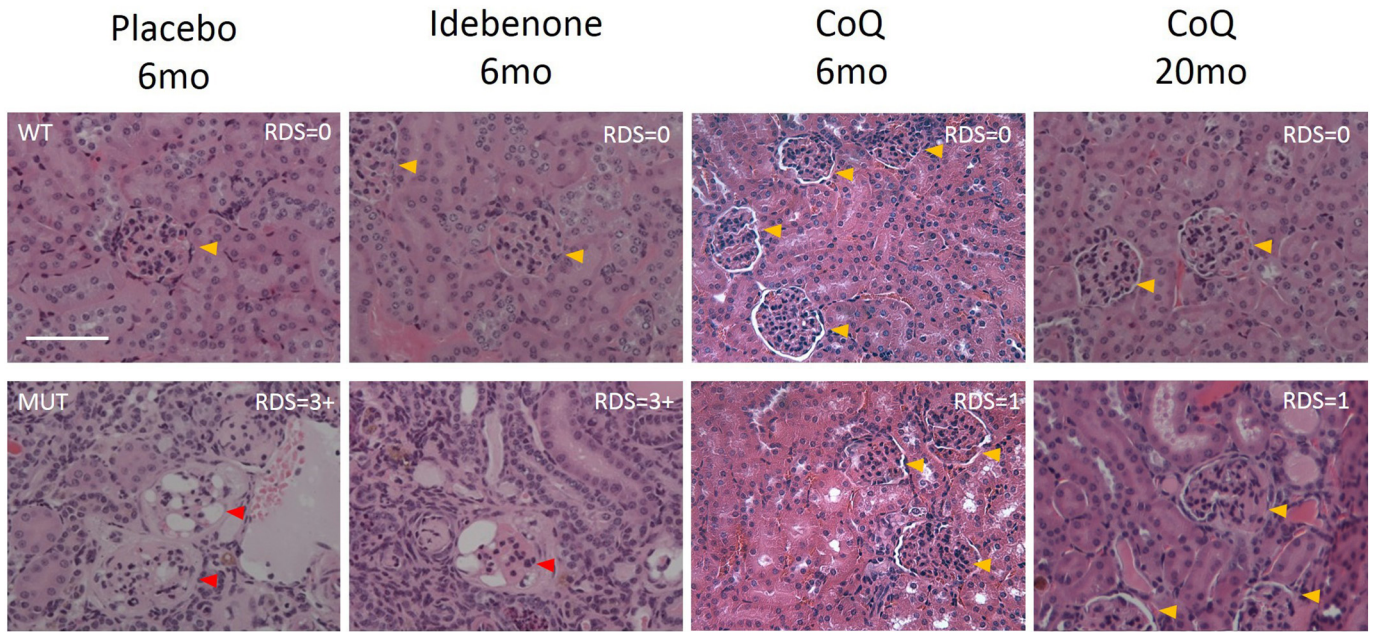 Placebo
6mo
Idebenone
6mo
CoQ
6mo
CoQ
20mo
WT
RDS=0
RDS=0
RDS=0
RDS=0
MUT
RDS=3+
RDS=3+
RDS=1
RDS=1